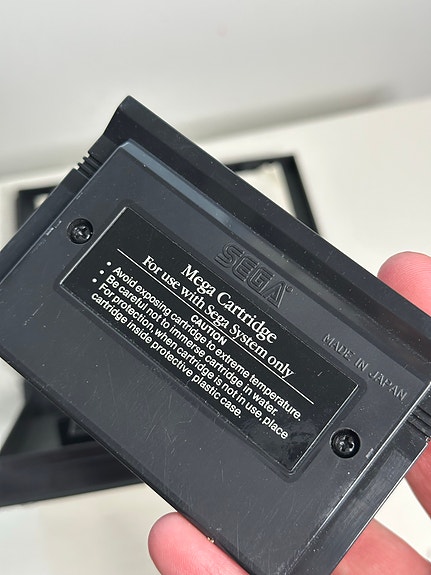 SEGA
Mega Cartridge
For use with Sega System only
CAUTION
• Avoid exposing cartridge to extreme temperature.
• Be careful not to immerse cartridge in water.
• For protection, when cartridge is not in use, place
cartridge inside protective plastic case.
MADE IN JAPAN